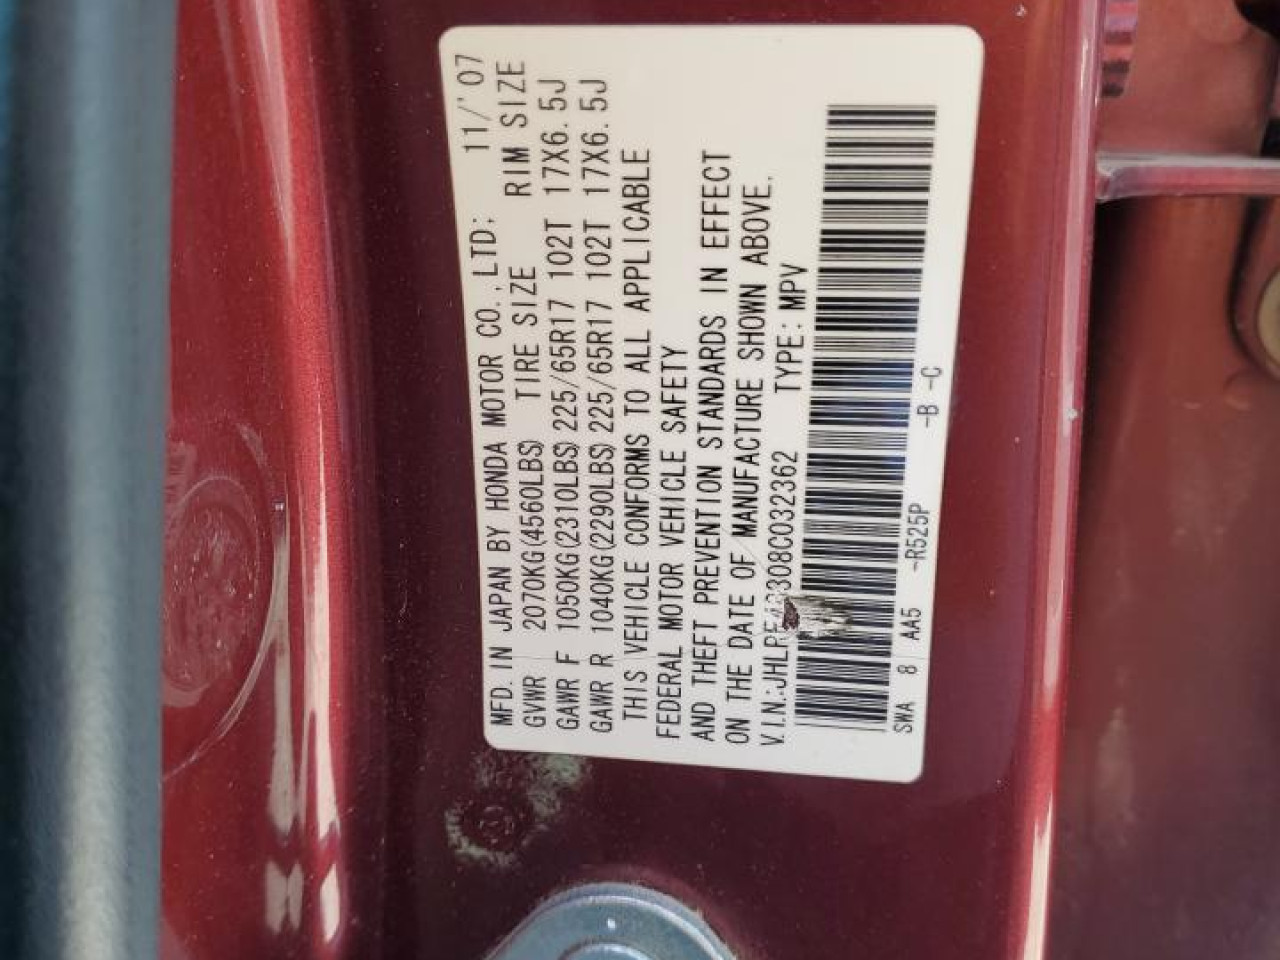 MFD. IN JAPAN BY HONDA MOTOR CO., LTD; 11/'07
GVWR 2070KG(4560LBS) TIRE SIZE RIM SIZE
GAWR F 1050KG(2310LBS) 225/65R17 102T 17X6.5J
GAWR R 1040KG(2290LBS) 225/65R17 102T 17X6.5J
THIS VEHICLE CONFORMS TO ALL APPLICABLE
FEDERAL MOTOR VEHICLE SAFETY
AND THEFT PREVENTION STANDARDS IN EFFECT
ON THE DATE OF MANUFACTURE SHOWN ABOVE.
V.I.N.: TYPE: MPV
SWA 8 AA5 -R525P -B -C